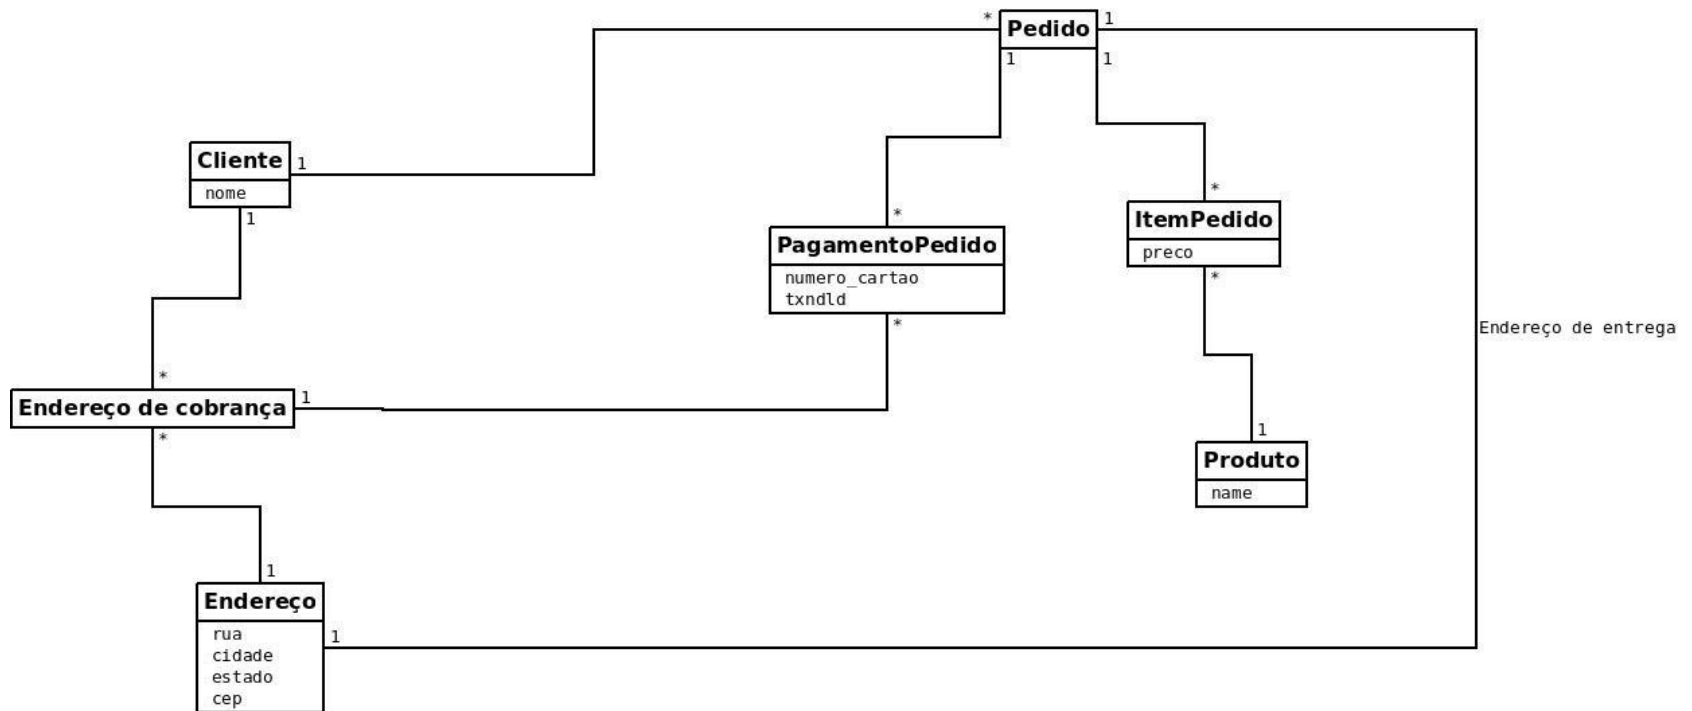 * Pedido 1
1 1
Cliente 1
nome
1
*
ItemPedido
preco
*
*
PagamentoPedido
numero_cartao
txndld
*
Endereço de entrega
*
Endereço de cobrança 1
*
1
Produto
name
1
Endereço
rua
cidade
estado
cep
1